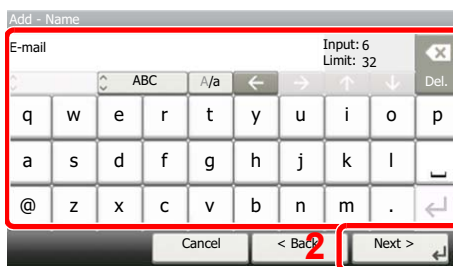 Add - Name
E-mail Input: 6
Limit: 32
ABC A/a ← → ↑ ↓ Del.
q w e r t y u i o p
a s d f g h j k l
@ z x c v b n m .
Cancel < Back 2 Next >